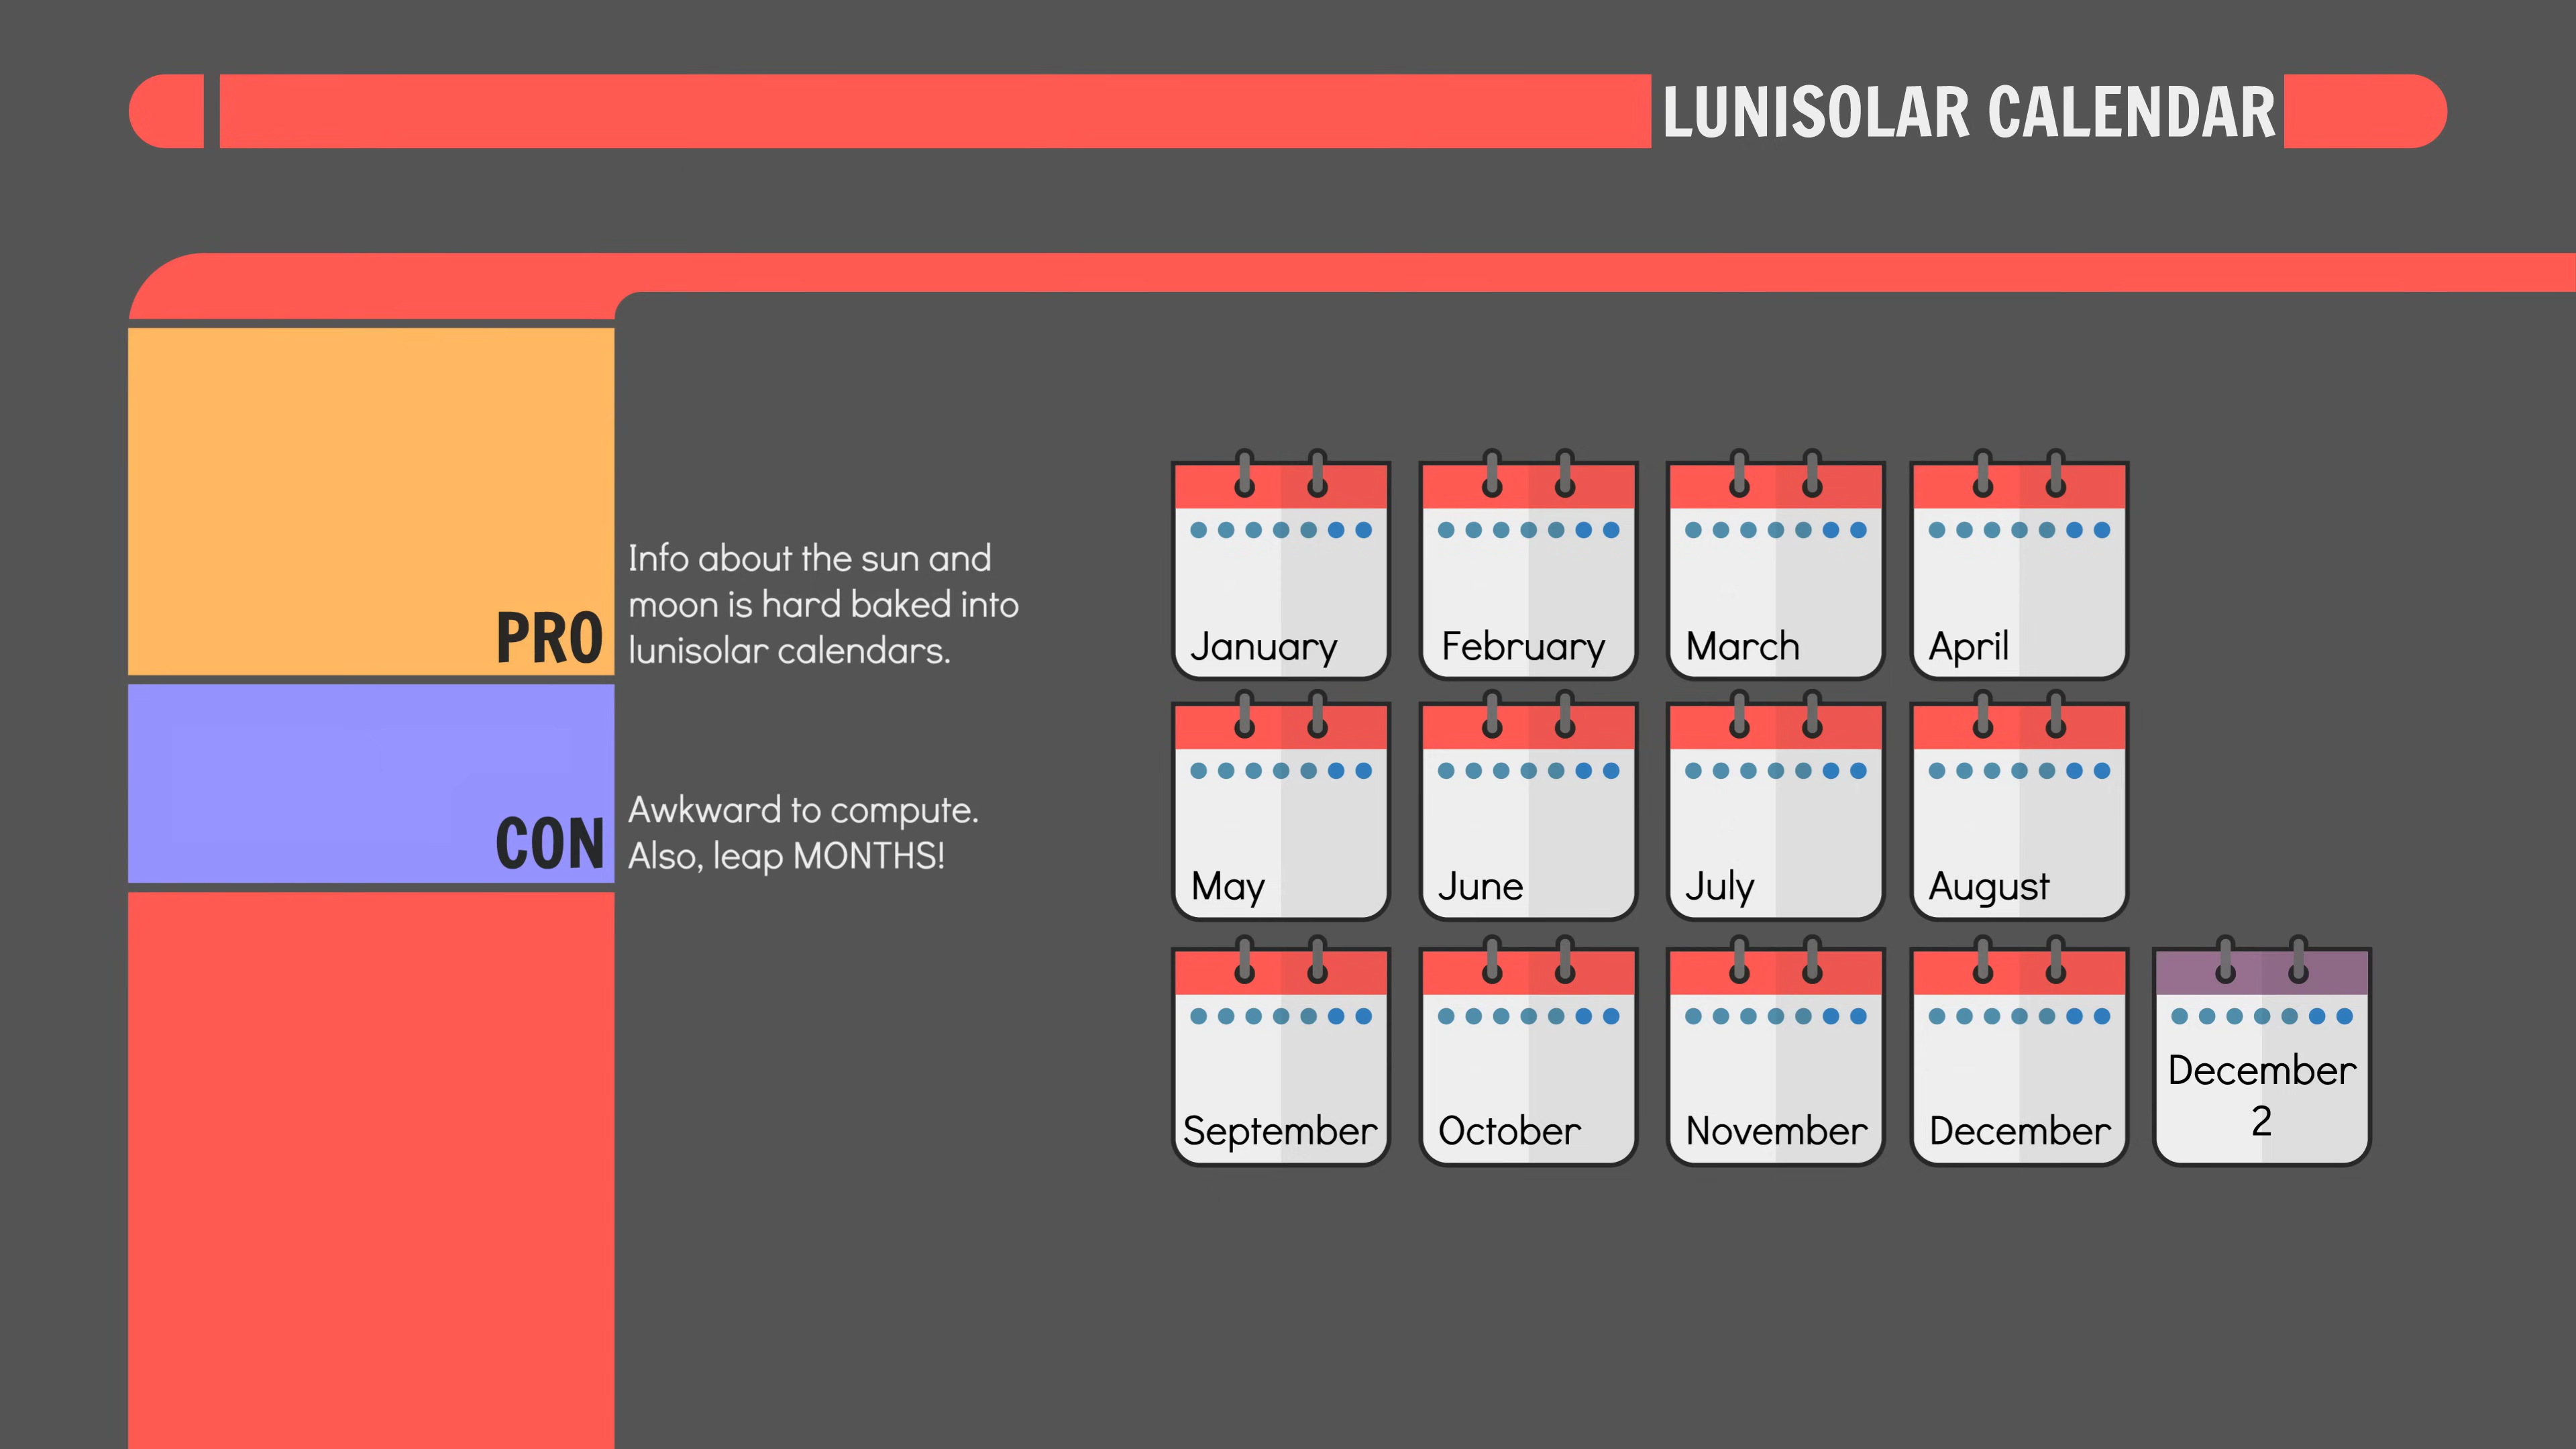 LUNISOLAR CALENDAR
PRO
Info about the sun and
moon is hard baked into
lunisolar calendars.
CON
Awkward to compute.
Also, leap MONTHS!
January
February
March
April
May
June
July
August
September
October
November
December
December
2